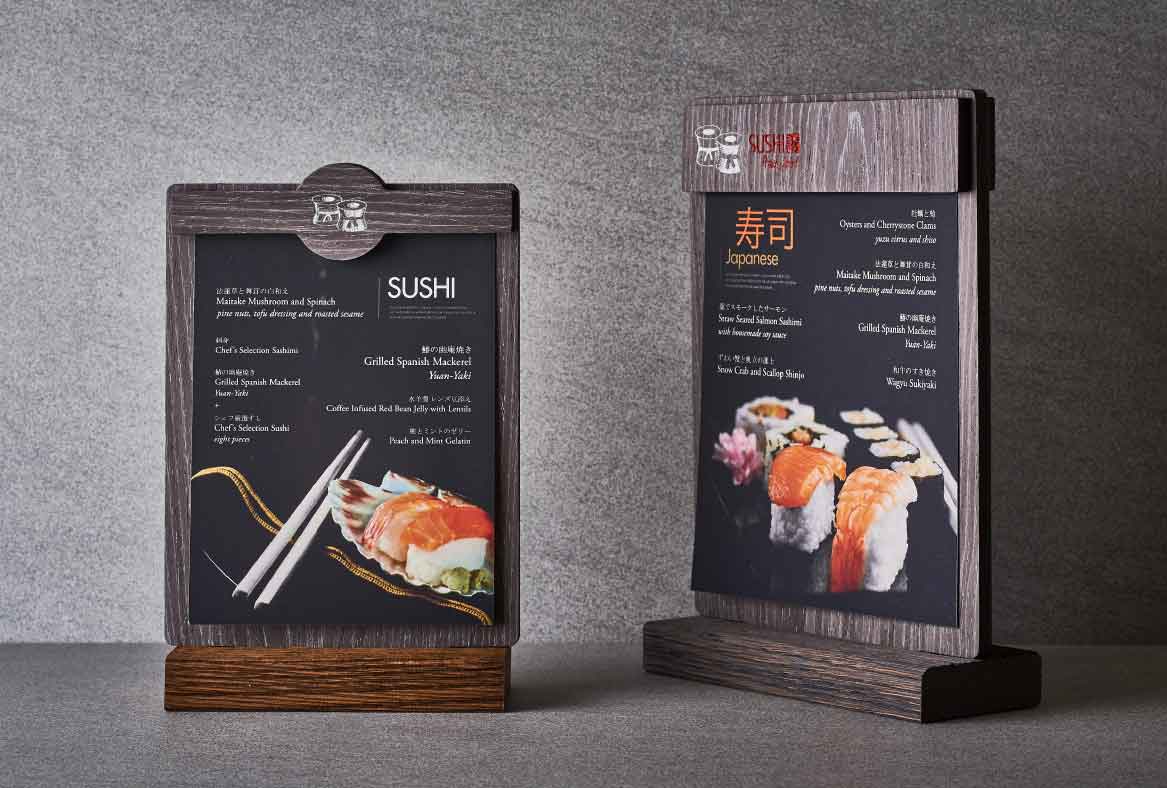 SUSHI
法蓮草と舞茸の白和え
Maitake Mushroom and Spinach
pine nuts, tofu dressing and roasted sesame
刺身
Chef's Selection Sashimi
鰆の幽庵焼き
Grilled Spanish Mackerel
Yuan-Yaki
+
シェフ厳選すし
Chef's Selection Sushi
eight pieces
鰆の幽庵焼き
Grilled Spanish Mackerel
Yuan-Yaki
水羊羹 レンズ豆添え
Coffee Infused Red Bean Jelly with Lentils
桃とミントのゼリー
Peach and Mint Gelatin
SUSHI
寿司
Japanese
藁でスモークしたサーモン
Straw Seared Salmon Sashimi
with housemade soy sauce
ずわい蟹と帆立の真上
Snow Crab and Scallop Shinjo
牡蠣と蛤
Oysters and Cherrystone Clams
yuzu citrus and shiso
法蓮草と舞茸の白和え
Maitake Mushroom and Spinach
pine nuts, tofu dressing and roasted sesame
鰆の幽庵焼き
Grilled Spanish Mackerel
Yuan-Yaki
和牛のすき焼き
Wagyu Sukiyaki